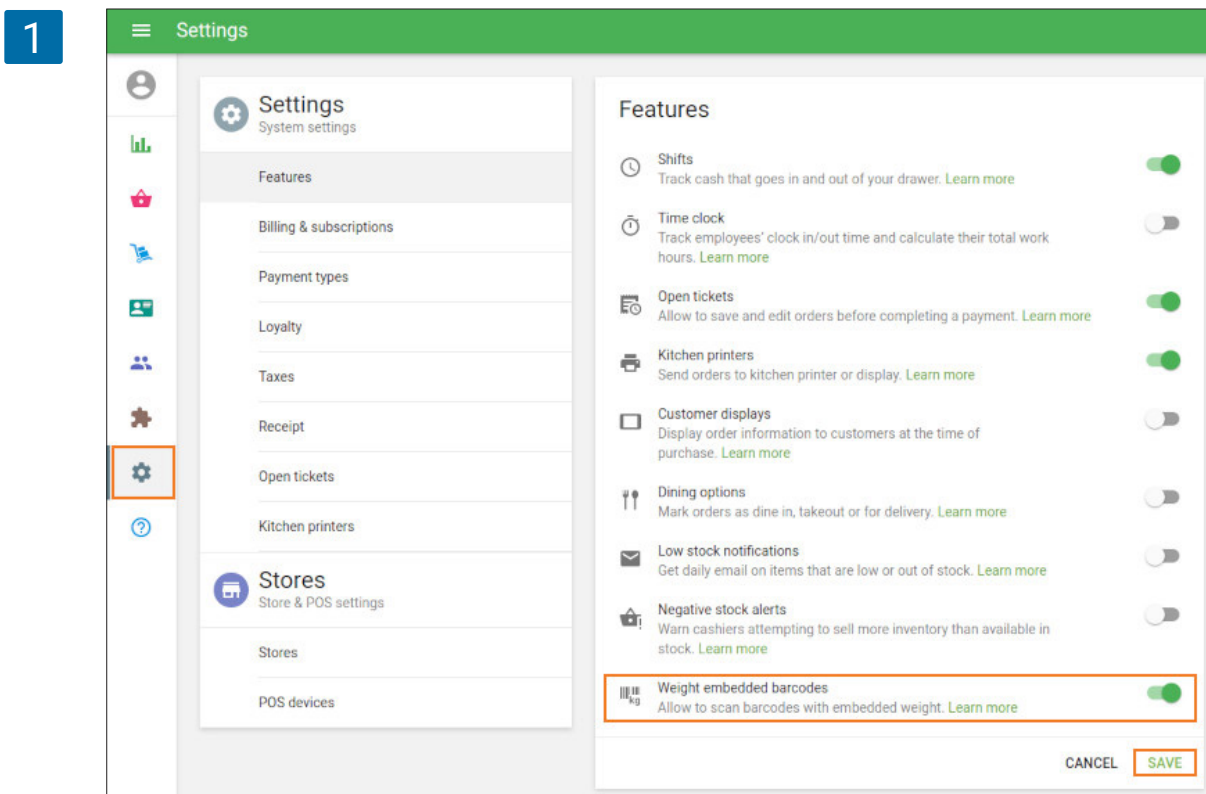 1
Settings
Settings
System settings
Features
Billing & subscriptions
Payment types
Loyalty
Taxes
Receipt
Open tickets
Kitchen printers
Stores
Store & POS settings
Stores
POS devices
Features
Shifts
Track cash that goes in and out of your drawer. Learn more
Time clock
Track employees' clock in/out time and calculate their total work
hours. Learn more
Open tickets
Allow to save and edit orders before completing a payment. Learn more
Kitchen printers
Send orders to kitchen printer or display. Learn more
Customer displays
Display order information to customers at the time of
purchase. Learn more
Dining options
Mark orders as dine in, takeout or for delivery. Learn more
Low stock notifications
Get daily email on items that are low or out of stock. Learn more
Negative stock alerts
Warn cashiers attempting to sell more inventory than available in
stock. Learn more
kg
Weight embedded barcodes
Allow to scan barcodes with embedded weight. Learn more
CANCEL SAVE